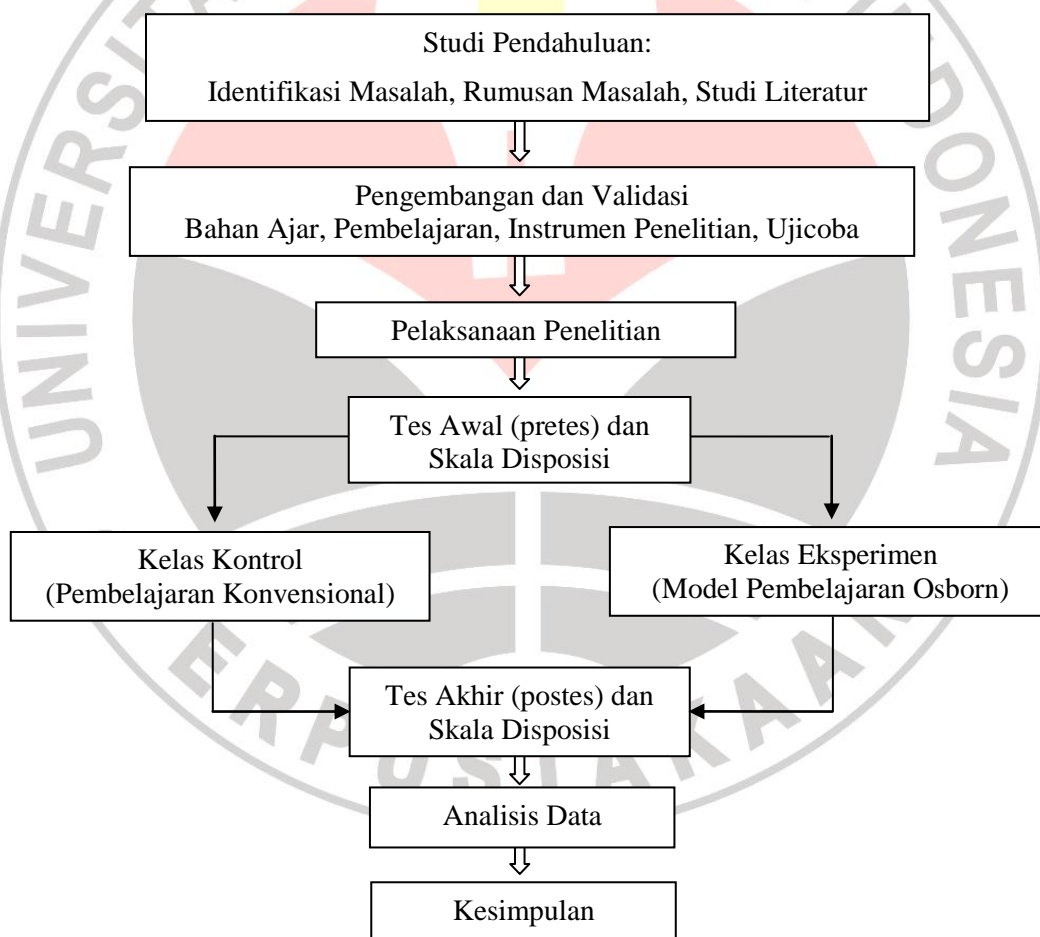 Studi Pendahuluan:
Identifikasi Masalah, Rumusan Masalah, Studi Literatur
Pengembangan dan Validasi
Bahan Ajar, Pembelajaran, Instrumen Penelitian, Ujicoba
Pelaksanaan Penelitian
Tes Awal (pretes) dan
Skala Disposisi
Kelas Kontrol
(Pembelajaran Konvensional)
Kelas Eksperimen
(Model Pembelajaran Osborn)
Tes Akhir (postes) dan
Skala Disposisi
Analisis Data
Kesimpulan